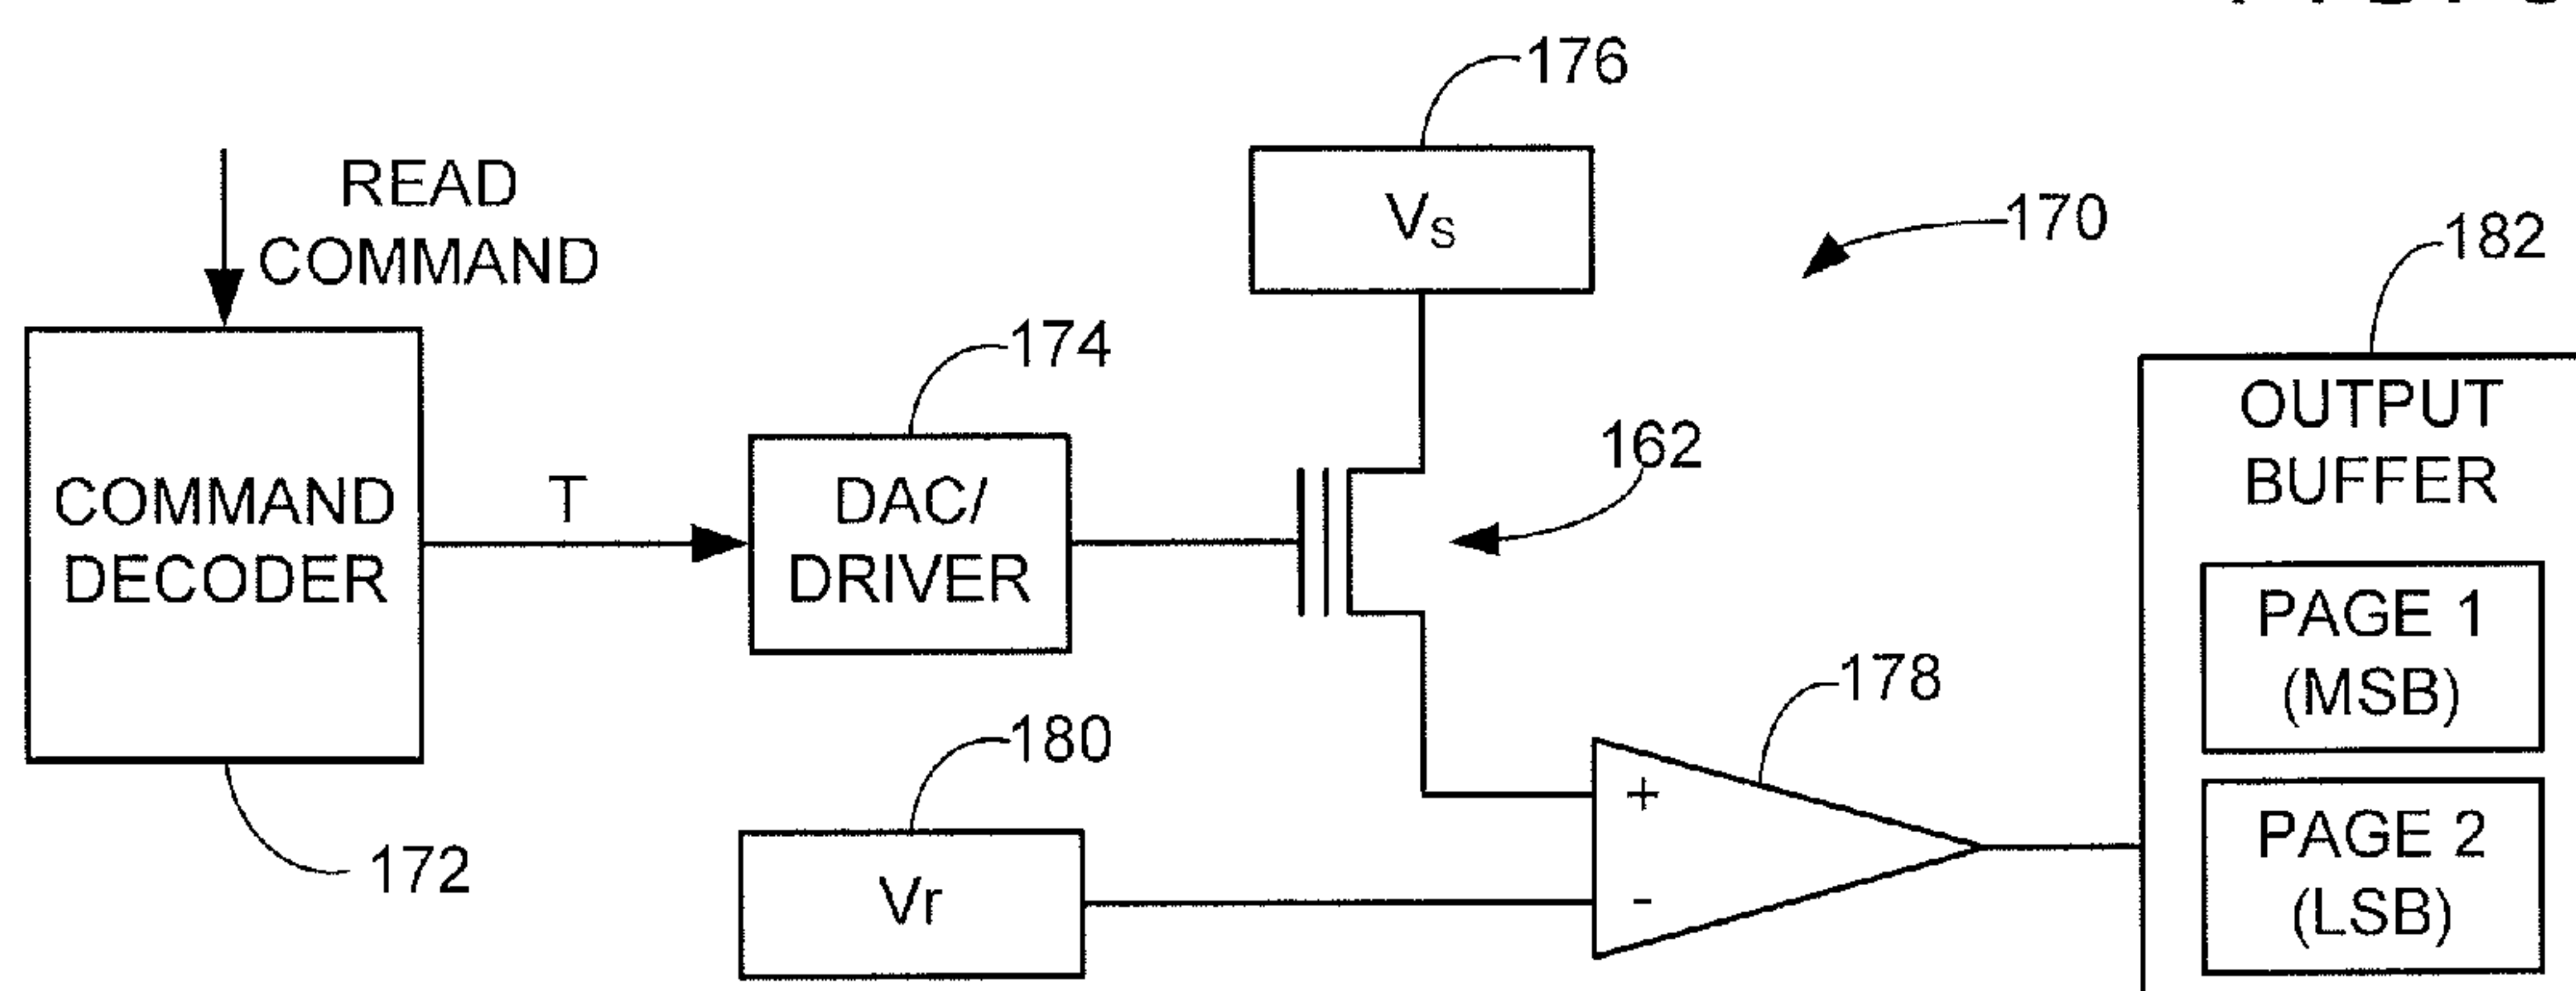 176
READ
COMMAND
V_S
170
182
174
OUTPUT
BUFFER
162
COMMAND
DECODER
T
DAC/
DRIVER
PAGE 1
(MSB)
178
180
+
PAGE 2
(LSB)
172
Vr
-